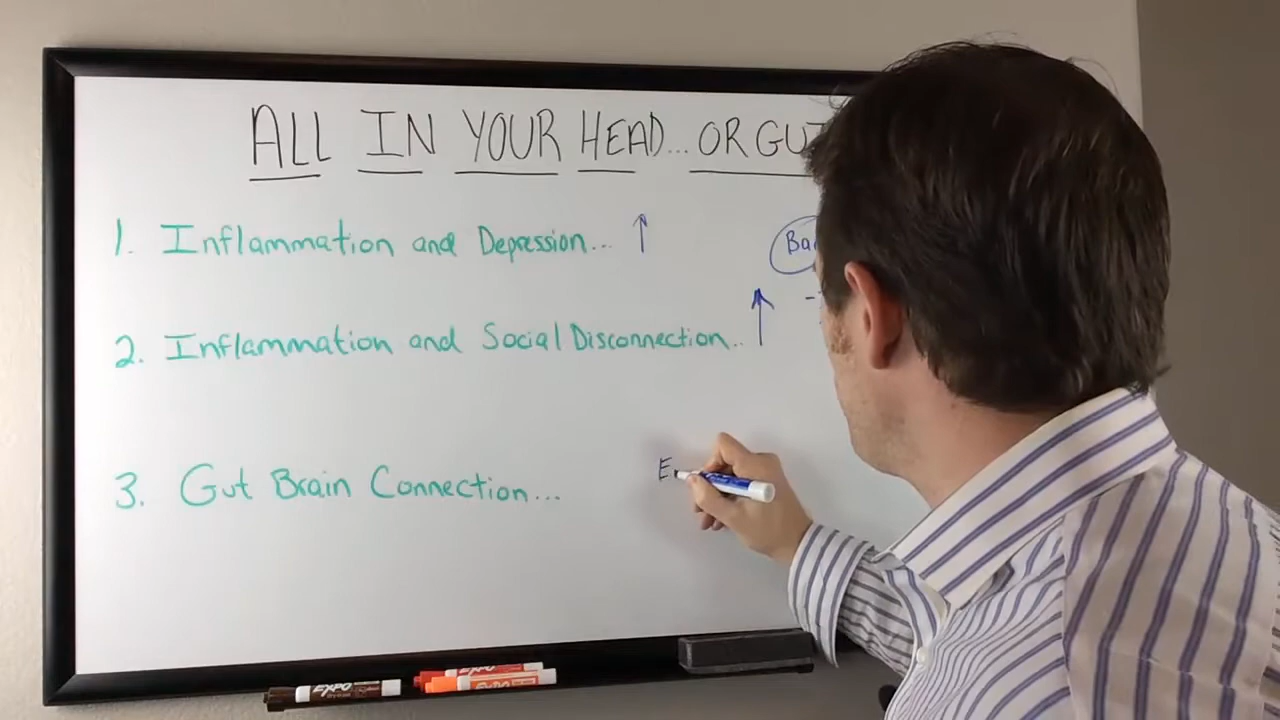 ALL IN YOUR HEAD... OR GU
1. Inflammation and Depression... ↑
Ba
2. Inflammation and Social Disconnection.. ↑
E
3. Gut Brain Connection...
EXPO
EXPO